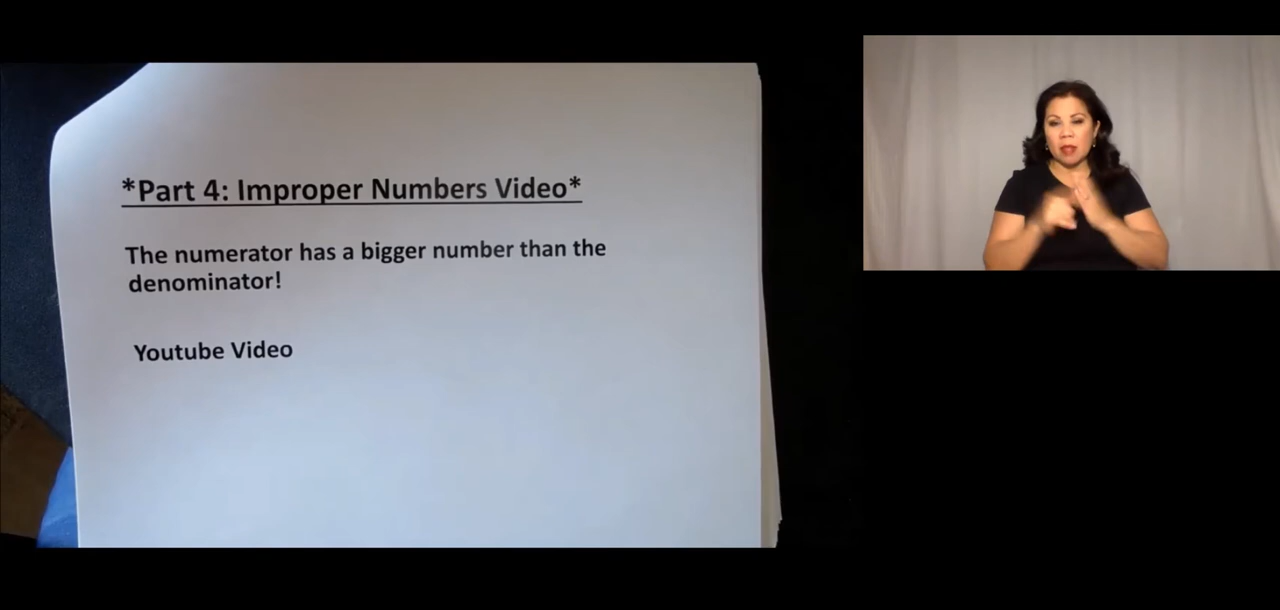 *Part 4: Improper Numbers Video*
The numerator has a bigger number than the
denominator!
Youtube Video